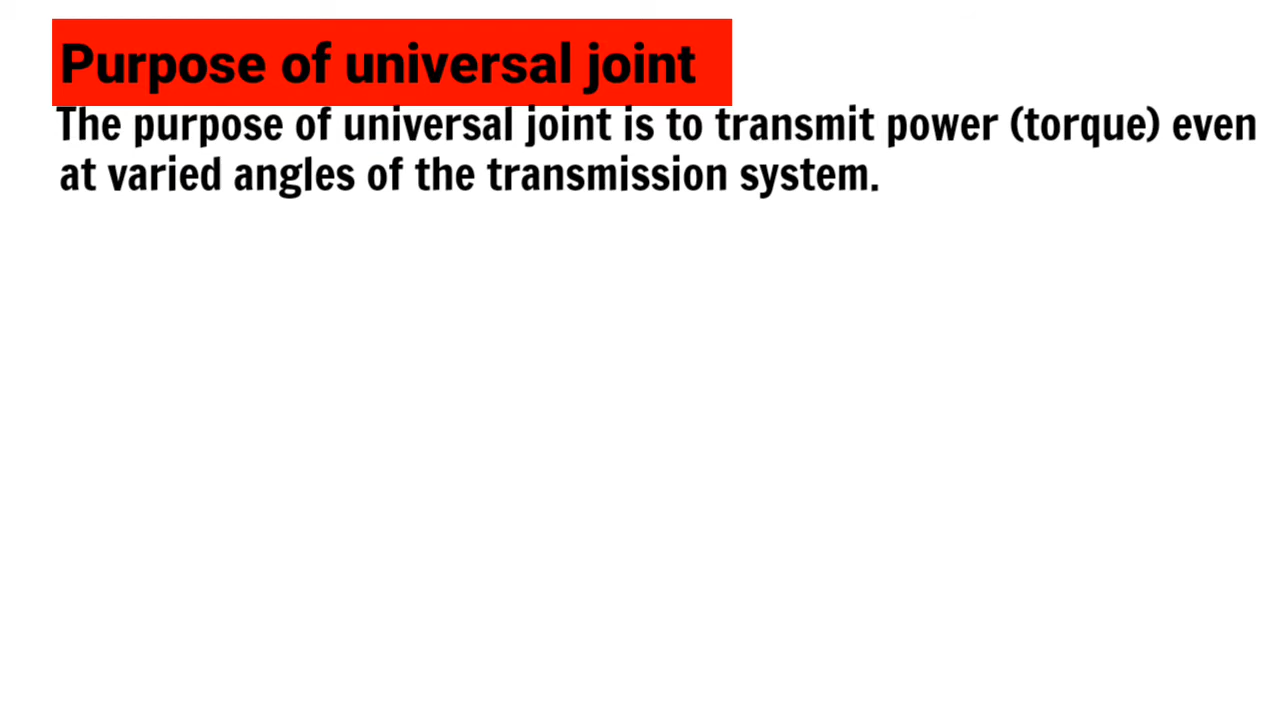 Purpose of universal joint
The purpose of universal joint is to transmit power (torque) even
at varied angles of the transmission system.